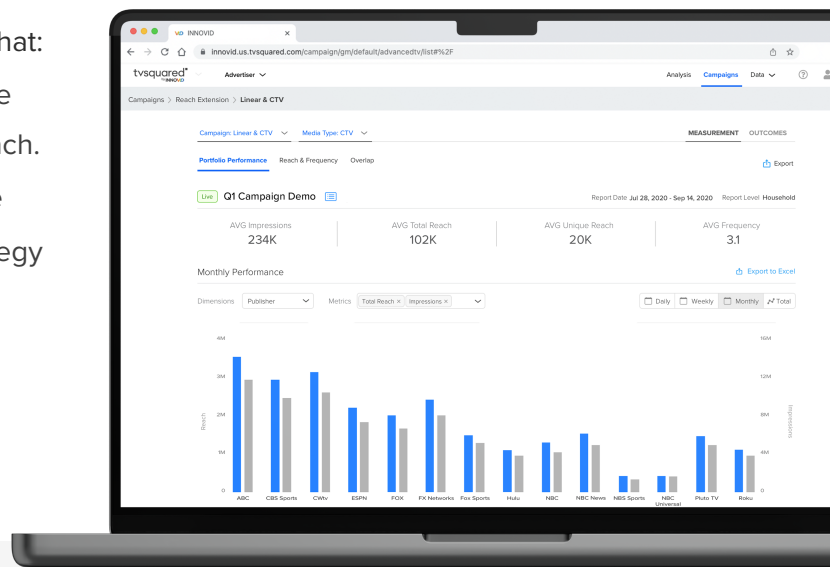 hat:
e
ch.
e
egy
INNOVID ×
innovid.us.tvsquared.com/campaign/gm/default/advancedtv/list#%2F
tvsquared by INNOVID Advertiser Analysis Campaigns Data ?
Campaigns > Reach Extension > Linear & CTV
Campaign: Linear & CTV Media Type: CTV MEASUREMENT OUTCOMES
Portfolio Performance Reach & Frequency Overlap Export
Live Q1 Campaign Demo Report Date Jul 28, 2020 - Sep 14, 2020 Report Level Household
AVG Impressions AVG Total Reach AVG Unique Reach AVG Frequency
234K 102K 20K 3.1
Monthly Performance Export to Excel
Dimensions Publisher Metrics Total Reach × Impressions × Daily Weekly Monthly Total
4M 16M
3M 12M
2M 8M
1M 4M
0 0
Reach
Impressions
ABC CBS Sports CWtv ESPN FOX FX Networks Fox Sports Hulu NBC NBC News NBS Sports NBC Universal Pluto TV Roku